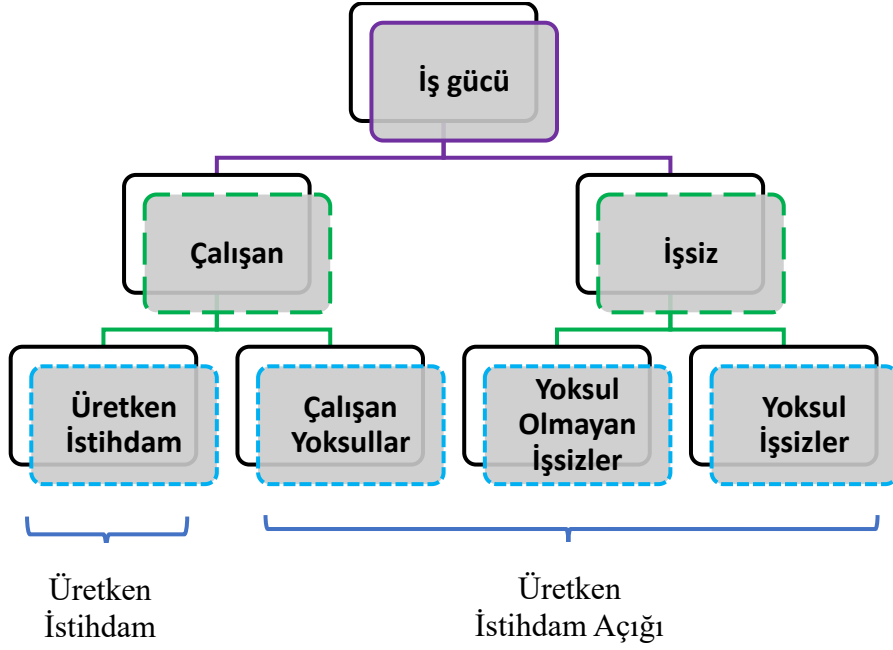 İş gücü
Çalışan
İşsiz
Üretken
İstihdam
Çalışan
Yoksullar
Yoksul
Olmayan
İşsizler
Yoksul
İşsizler
Üretken
İstihdam
Üretken
İstihdam Açığı